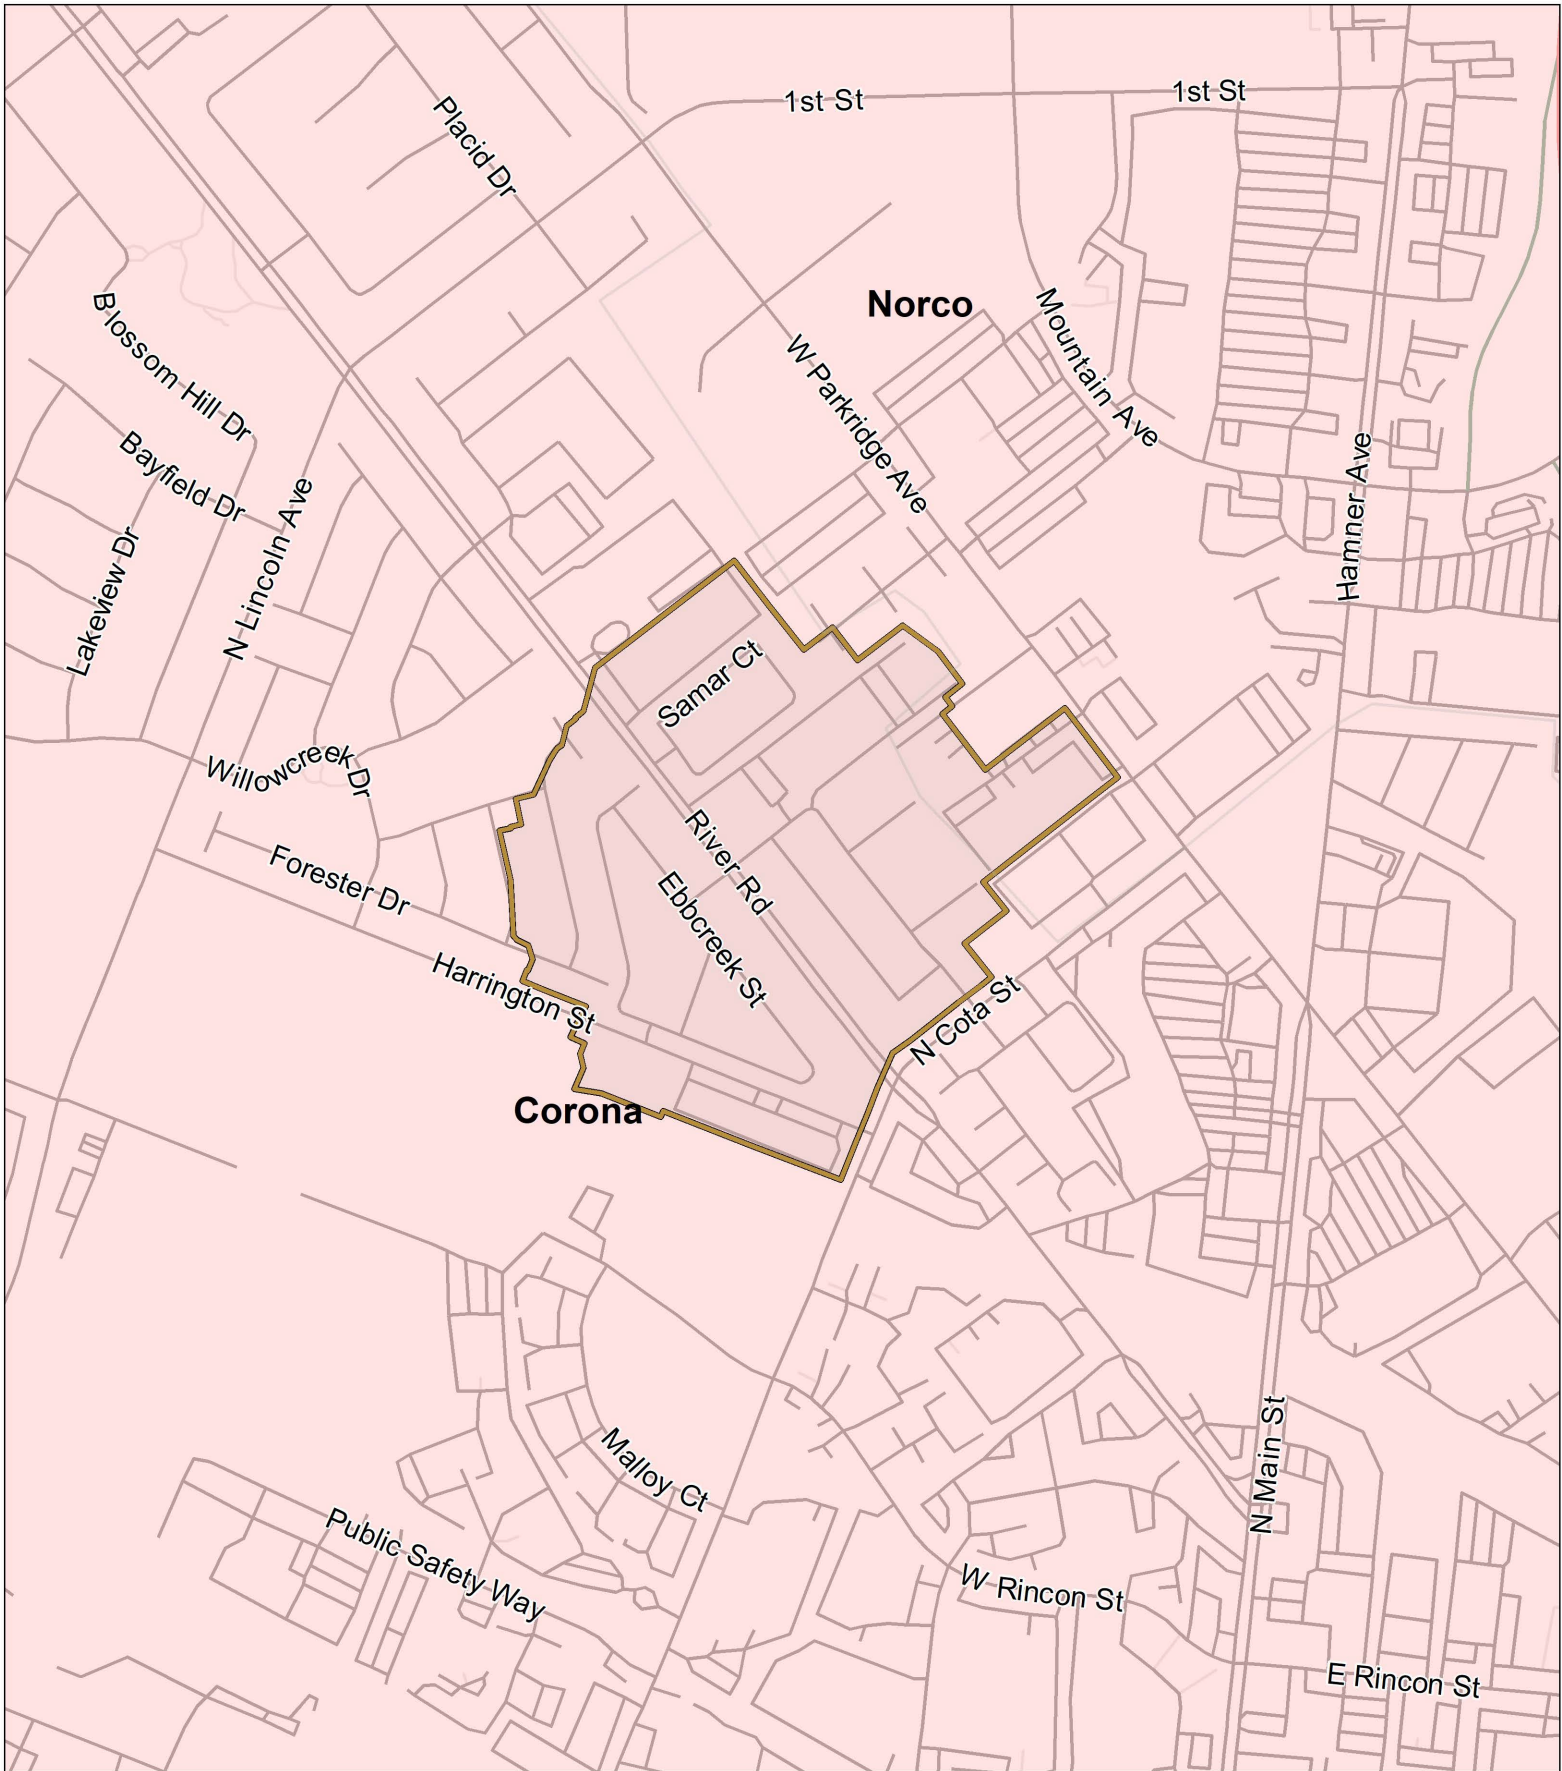 1st St
1st St
Placid Dr
Norco
Blossom Hill Dr
Mountain Ave
W Parkridge Ave
Bayfield Dr
Hamner Ave
N Lincoln Ave
Lakeview Dr
Samar Ct
Willowcreek Dr
River Rd
Forester Dr
Ebbcreek St
Harrington St
N Cota St
Corona
N Main St
Malloy Ct
Public Safety Way
W Rincon St
E Rincon St